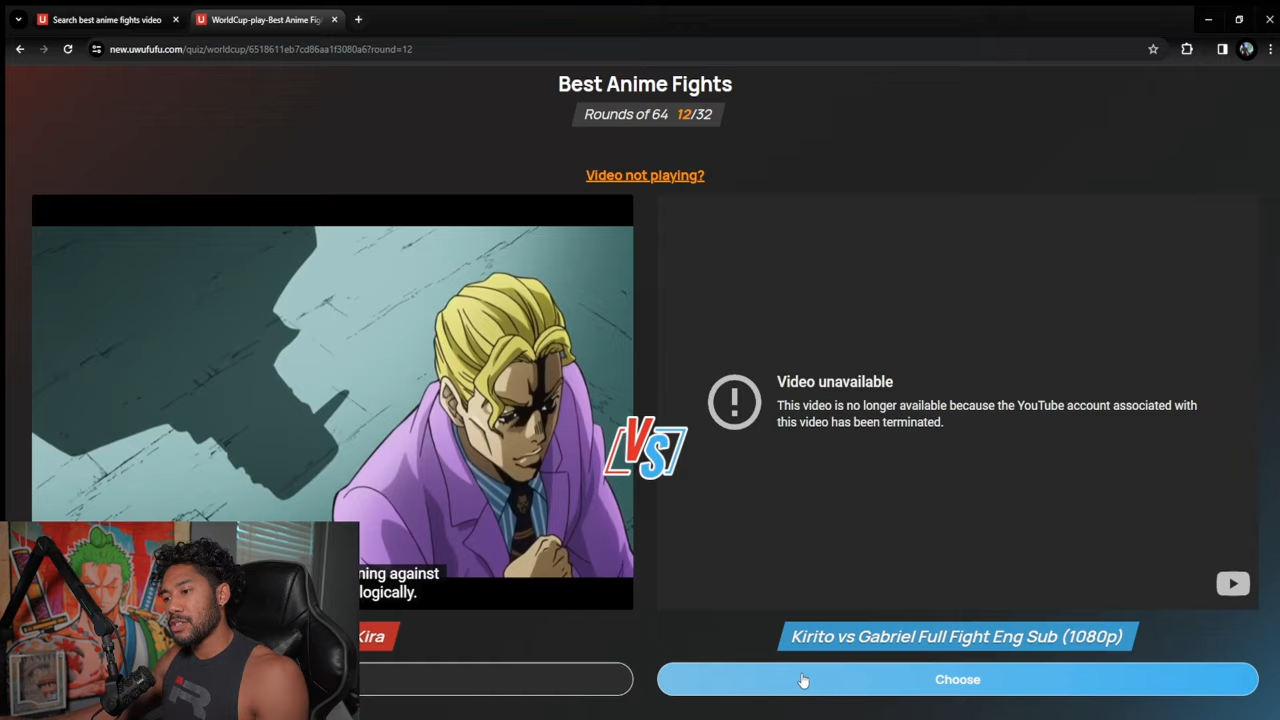 Search best anime fights video
WorldCup-play-Best Anime Fig
new.uwufufu.com/quiz/worldcup/6518611eb7cd86aa1f3080a6?round=12
Best Anime Fights
Rounds of 64 12/32
Video not playing?
Video unavailable
This video is no longer available because the YouTube account associated with
this video has been terminated.
VS
ning against
logically.
Kira
Kirito vs Gabriel Full Fight Eng Sub (1080p)
Choose